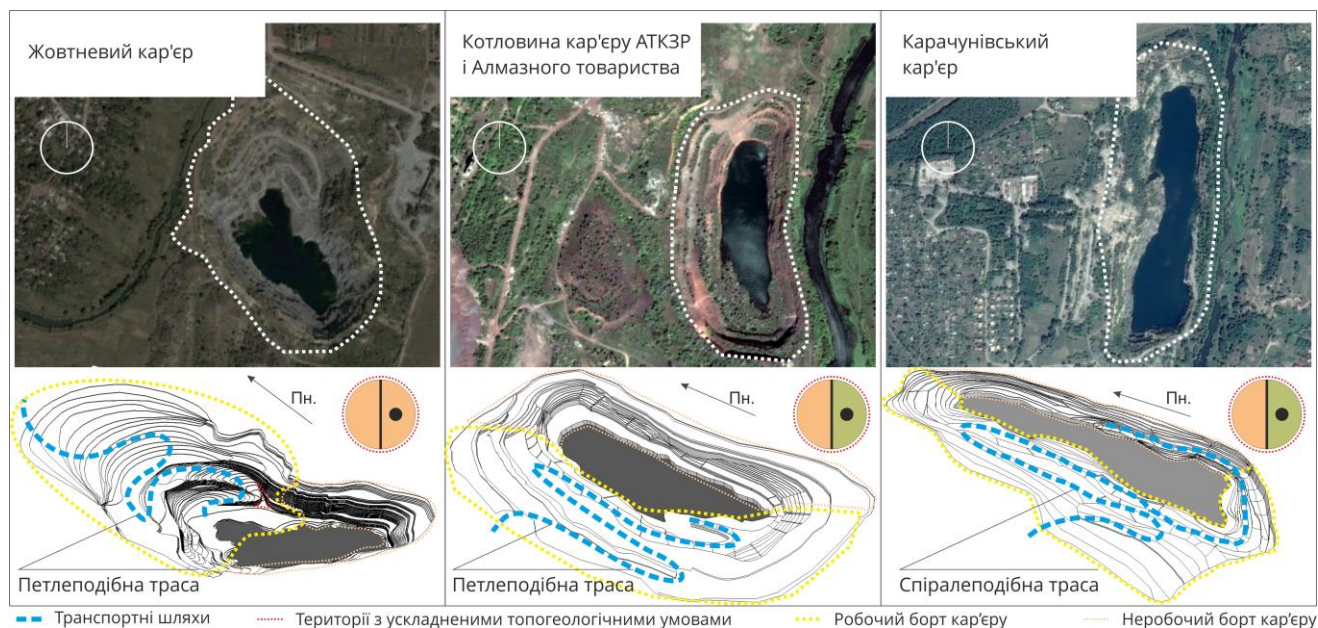 Жовтневий кар'єр
Котловина кар'єру АТКЗР
і Алмазного товариства
Карачунівський
кар'єр
Пн.
Пн.
Пн.
Петлеподібна траса
Петлеподібна траса
Спіралеподібна траса
Транспортні шляхи
Території з ускладненими топогеологічними умовами
Робочий борт кар'єру
Неробочий борт кар'єру